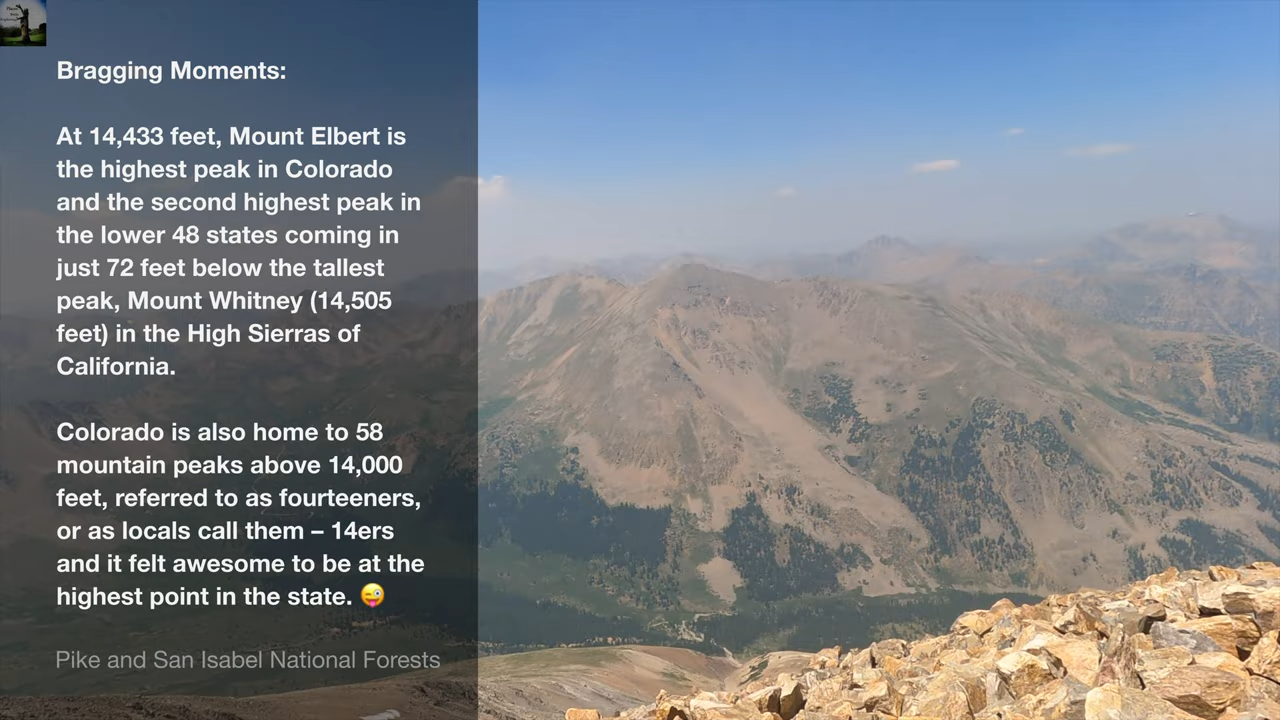 Bragging Moments:
At 14,433 feet, Mount Elbert is
the highest peak in Colorado
and the second highest peak in
the lower 48 states coming in
just 72 feet below the tallest
peak, Mount Whitney (14,505
feet) in the High Sierras of
California.
Colorado is also home to 58
mountain peaks above 14,000
feet, referred to as fourteeners,
or as locals call them – 14ers
and it felt awesome to be at the
highest point in the state. 😜
Pike and San Isabel National Forests